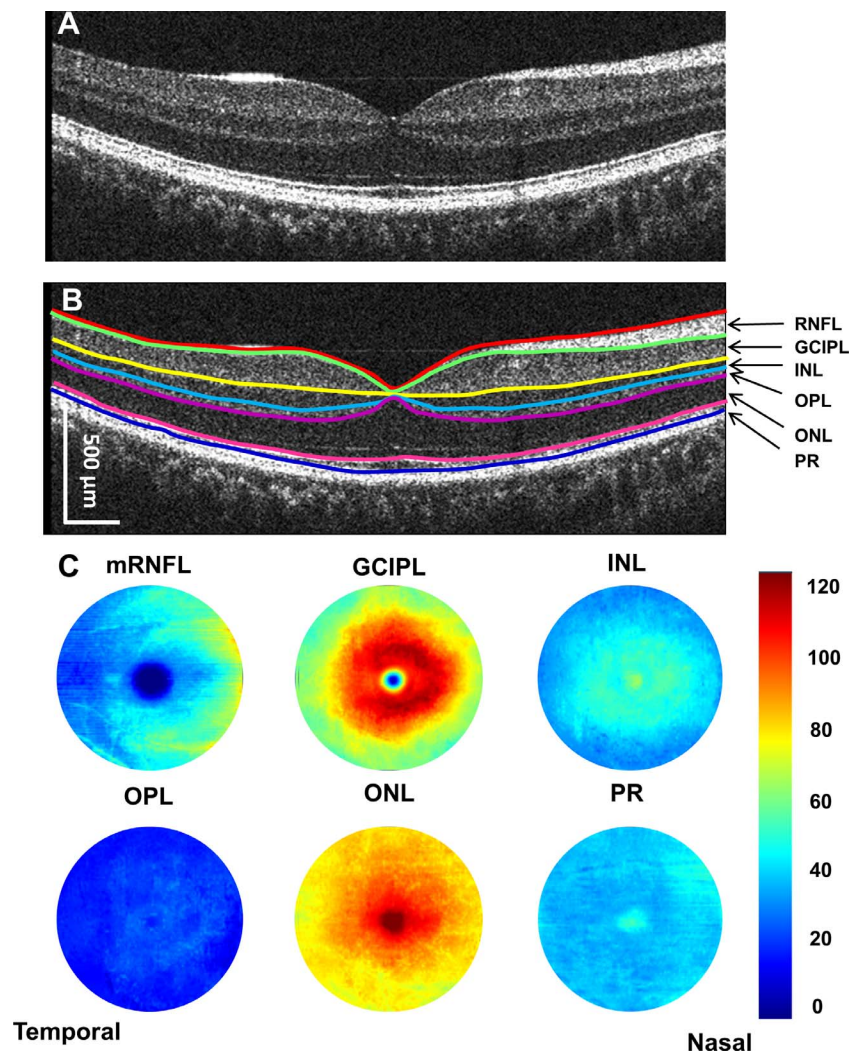 A
B
RNFL
GCIPL
INL
OPL
ONL
PR
500 µm
C
mRNFL
GCIPL
INL
120
100
80
60
40
20
0
OPL
ONL
PR
Temporal
Nasal